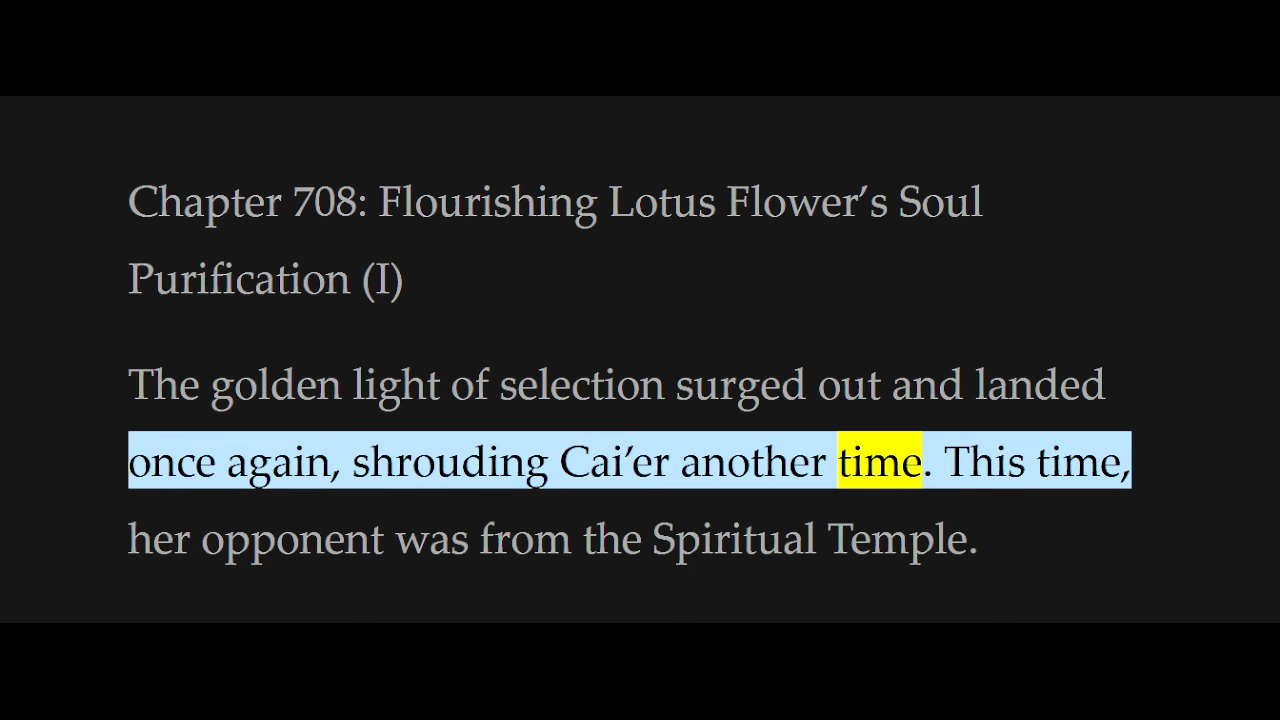 Chapter 708: Flourishing Lotus Flower’s Soul
Purification (I)
The golden light of selection surged out and landed
once again, shrouding Cai’er another time. This time,
her opponent was from the Spiritual Temple.